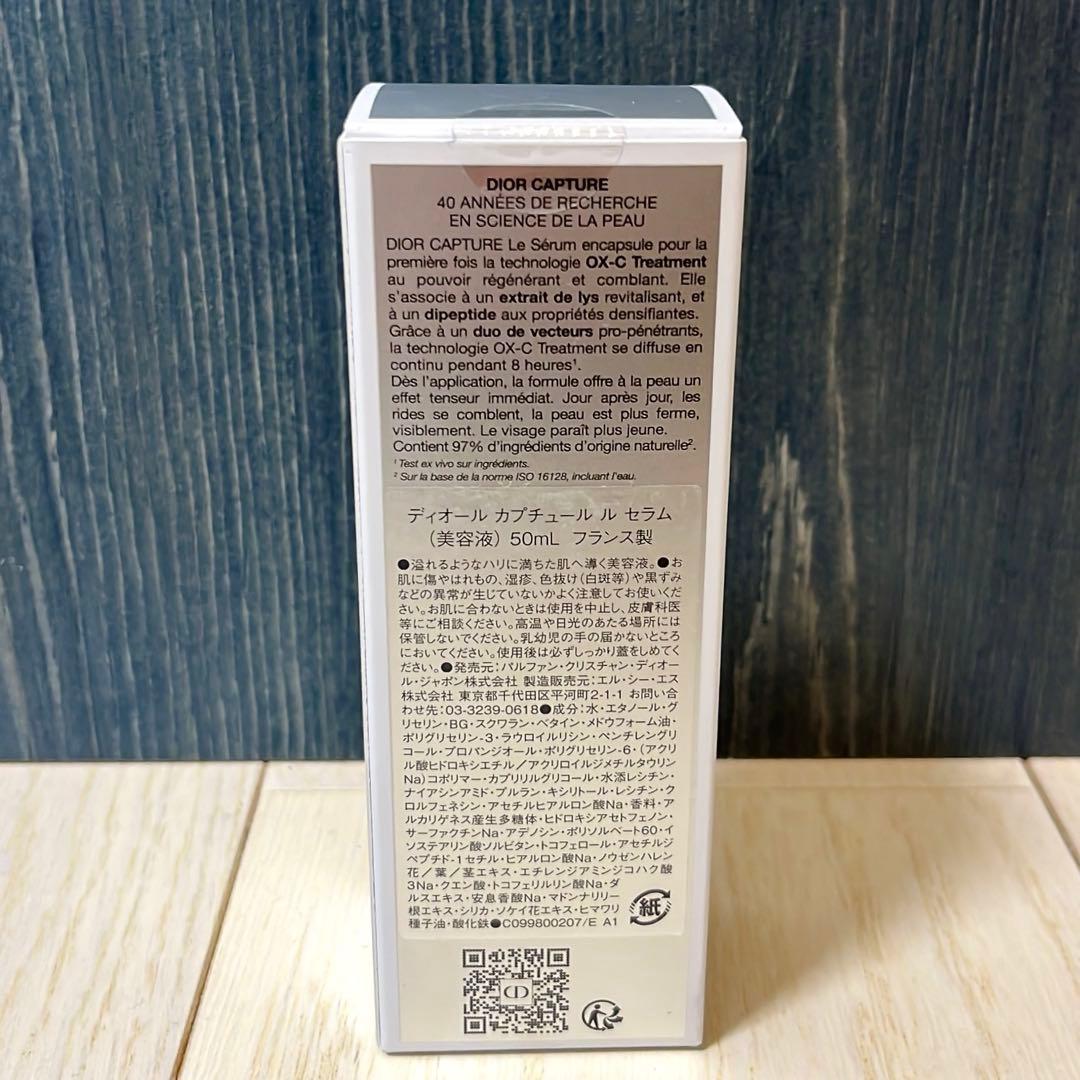 DIOR CAPTURE
40 ANNÉES DE RECHERCHE
EN SCIENCE DE LA PEAU
DIOR CAPTURE Le Sérum encapsule pour la
première fois la technologie OX-C Treatment
au pouvoir régénérant et comblant. Elle
s'associe à un extrait de lys revitalisant, et
à un dipeptide aux propriétés densifiantes.
Grâce à un duo de vecteurs pro-pénétrants,
la technologie OX-C Treatment se diffuse en
continu pendant 8 heures¹.
Dès l'application, la formule offre à la peau un
effet tenseur immédiat. Jour après jour, les
rides se comblent, la peau est plus ferme,
visiblement. Le visage paraît plus jeune.
Contient 97% d'ingrédients d'origine naturelle².
¹ Test ex vivo sur ingrédients.
² Sur la base de la norme ISO 16128, incluant l'eau.
ディオール カプチュール ル セラム
(美容液) 50mL フランス製
●溢れるようなハリに満ちた肌へ導く美容液。●お
肌に傷やはれもの、湿疹、色抜け(白斑等)や黒ずみ
などの異常が生じていないかよく注意してお使いくだ
さい。お肌に合わないときは使用を中止し、皮膚科医
等にご相談ください。高温や日光のあたる場所には
保管しないでください。乳幼児の手の届かないところ
においてください。使用後は必ずしっかり蓋をしめてく
ださい。●発売元:パルファン・クリスチャン・ディオー
ル・ジャポン株式会社 製造販売元:エル・シー・エス
株式会社 東京都千代田区平河町2-1-1 お問い合
わせ先:03-3239-0618●成分:水・エタノール・グ
リセリン・BG・スクワラン・ベタイン・メドウフォーム油・
ポリグリセリン-3・ラウロイルリシン・ペンチレングリ
コール・プロパンジオール・ポリグリセリン-6・(アクリ
ル酸ヒドロキシエチル/アクリロイルジメチルタウリン
Na)コポリマー・カプリリルグリコール・水添レシチン・
ナイアシンアミド・プルラン・キシリトール・レシチン・ク
ロルフェネシン・アセチルヒアルロン酸Na・香料・ア
ルカリゲネス産生多糖体・ヒドロキシアセトフェノン・
サーファクチンNa・アデノシン・ポリソルベート60・イ
ソステアリン酸ソルビタン・トコフェロール・アセチルジ
ペプチド-1セチル・ヒアルロン酸Na・ノウゼンハレン
花/葉/茎エキス・エチレンジアミンジコハク酸
3Na・クエン酸・トコフェリルリン酸Na・ダ
ルスエキス・安息香酸Na・マドンナリリー
根エキス・シリカ・ソケイ花エキス・ヒマワリ
種子油・酸化鉄●C099800207/E A1
紙
CD